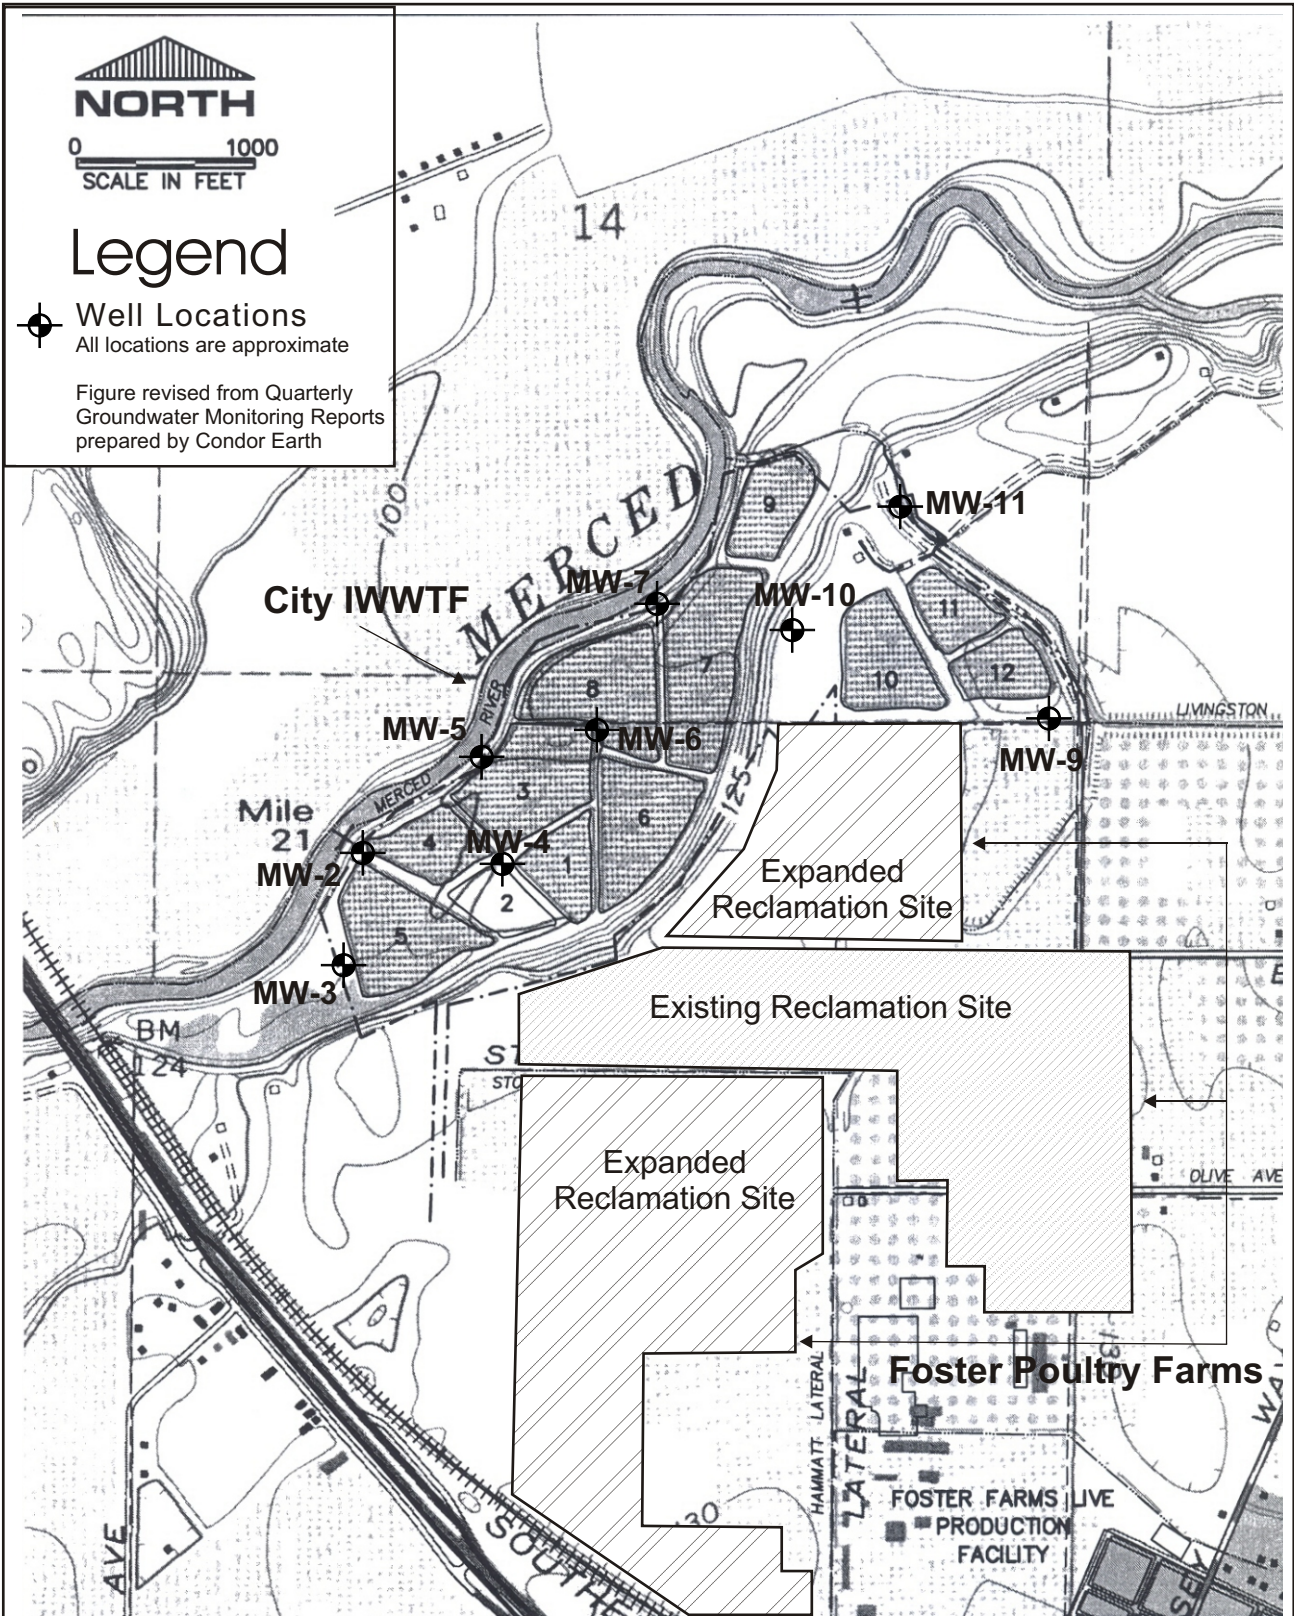 NORTH
0 1000
SCALE IN FEET
Legend
Well Locations
All locations are approximate
Figure revised from Quarterly
Groundwater Monitoring Reports
prepared by Condor Earth
14
100
MERCED
9
MW-11
City IWWTF
MW-7
MW-10
11
7
12
8
10
RIVER
MW-5
MW-6
LIVINGSTON
MW-9
MERCED
3
125
Mile
21
6
4
MW-4
1
MW-2
Expanded
Reclamation Site
2
5
MW-3
Existing Reclamation Site
BM
124
ST
STO
E
Expanded
Reclamation Site
OLIVE AVE
Foster Poultry Farms
HAMMATT LATERAL
LATERAL
WA
FOSTER FARMS LIVE
PRODUCTION
FACILITY
AVE
SOUTHE